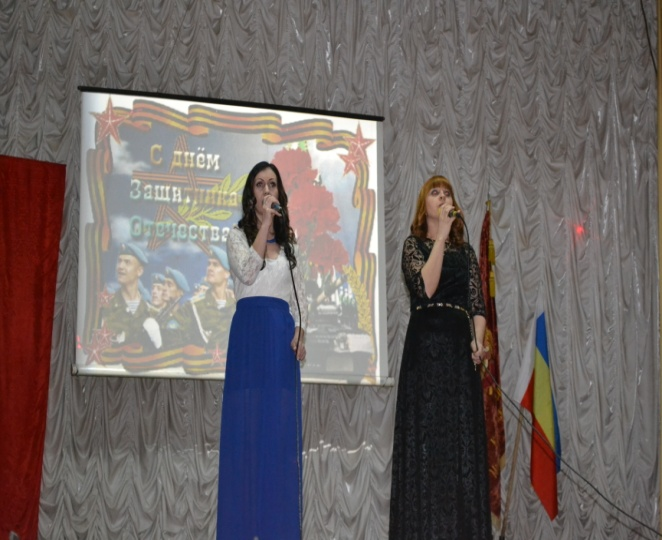 С днём
Защитника
Отечества